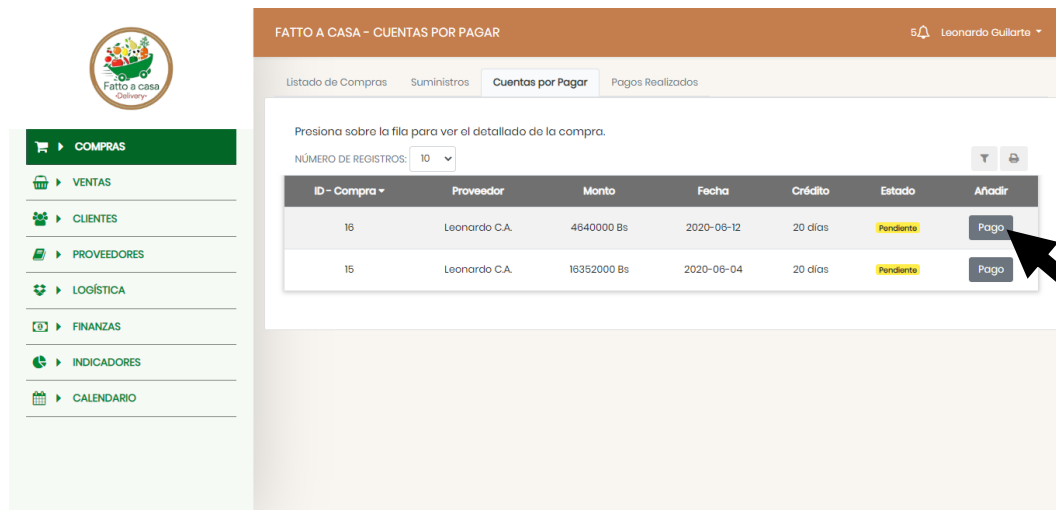 FATTO A CASA - CUENTAS POR PAGAR
5 Leonardo Guilarte
Fatto a casa
-Delivery-
Listado de Compras Suministros Cuentas por Pagar Pagos Realizados
COMPRAS
VENTAS
CLIENTES
PROVEEDORES
LOGÍSTICA
FINANZAS
INDICADORES
CALENDARIO
Presiona sobre la fila para ver el detallado de la compra.
NÚMERO DE REGISTROS: 10
ID - Compra Proveedor Monto Fecha Crédito Estado Añadir
16 Leonardo C.A. 4640000 Bs 2020-06-12 20 días Pendiente Pago
15 Leonardo C.A. 16352000 Bs 2020-06-04 20 días Pendiente Pago